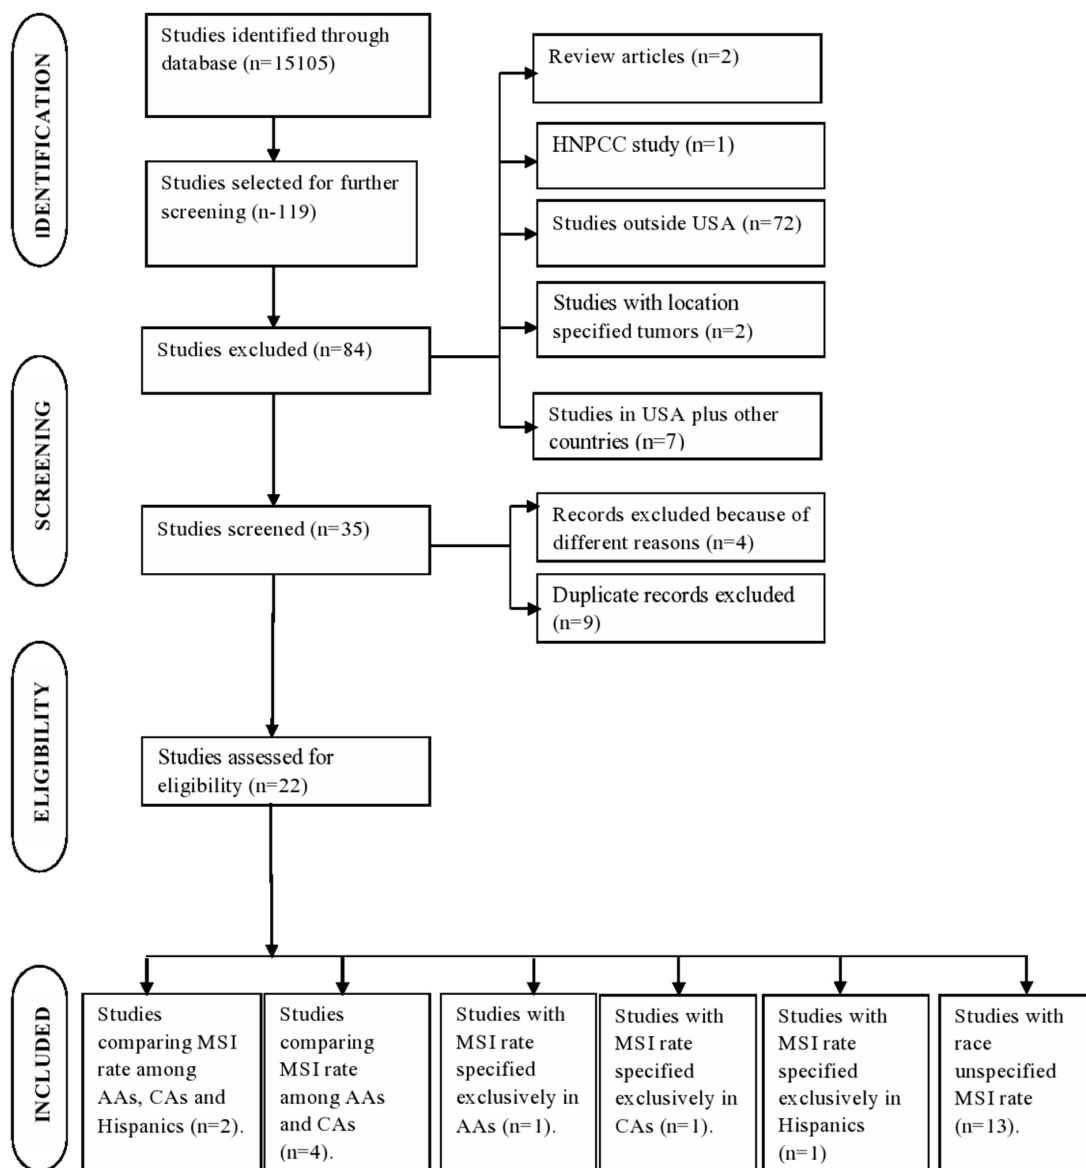 IDENTIFICATION
Studies identified through
database (n=15105)
Studies selected for further
screening (n-119)
Review articles (n=2)
HNPCC study (n=1)
Studies outside USA (n=72)
Studies with location
specified tumors (n=2)
Studies in USA plus other
countries (n=7)
SCREENING
Studies excluded (n=84)
Studies screened (n=35)
Records excluded because of
different reasons (n=4)
Duplicate records excluded
(n=9)
ELIGIBILITY
Studies assessed for
eligibility (n=22)
INCLUDED
Studies
comparing MSI
rate among
AAs, CAs and
Hispanics (n=2).
Studies
comparing
MSI rate
among AAs
and CAs
(n=4).
Studies with
MSI rate
specified
exclusively in
AAs (n=1).
Studies with
MSI rate
specified
exclusively in
CAs (n=1).
Studies with
MSI rate
specified
exclusively in
Hispanics
(n=1)
Studies with
race
unspecified
MSI rate
(n=13).